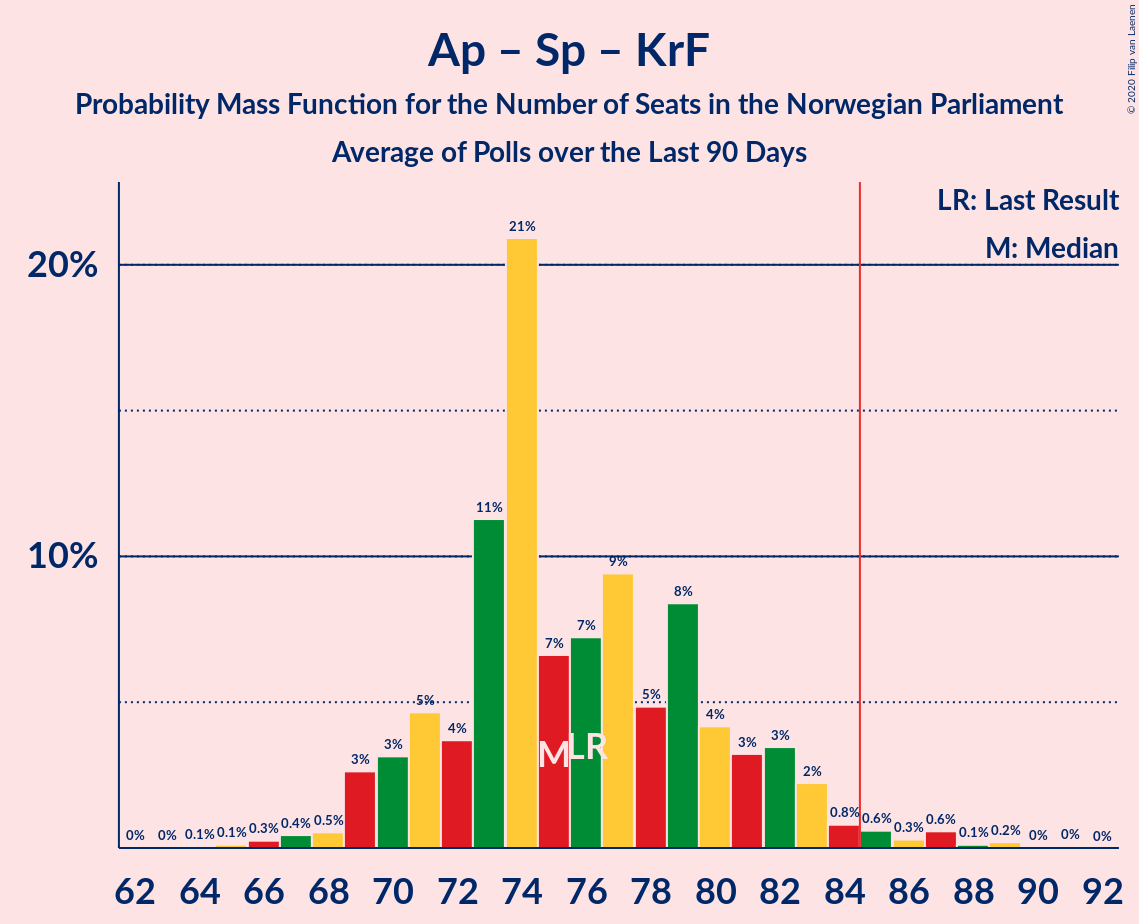 Ap – Sp – KrF
Probability Mass Function for the Number of Seats in the Norwegian Parliament
Average of Polls over the Last 90 Days
© 2020 Filip van Laenen
LR: Last Result
M: Median
20%
10%
0% 0% 0.1% 0.1% 0.3% 0.4% 0.5% 3% 3% 5% 4% 11% 21% 7% 7% 9% 5% 8% 4% 3% 3% 2% 0.8% 0.6% 0.3% 0.6% 0.1% 0.2% 0% 0% 0%
M LR
62 64 66 68 70 72 74 76 78 80 82 84 86 88 90 92